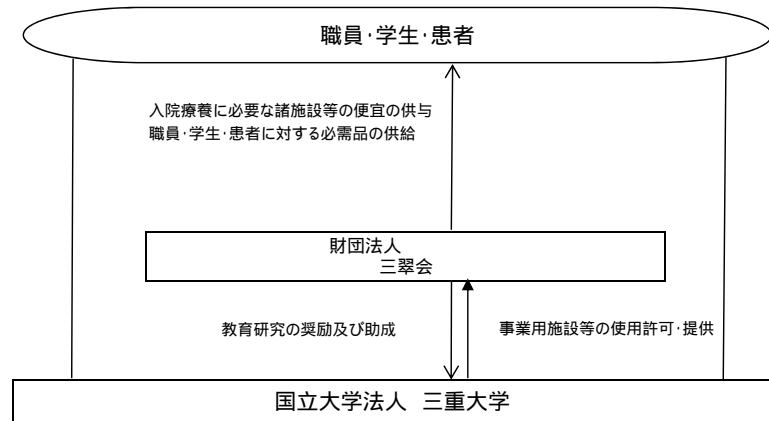 職員・学生・患者
入院療養に必要な諸施設等の便宜の供与
職員・学生・患者に対する必需品の供給
財団法人
三翠会
教育研究の奨励及び助成
事業用施設等の使用許可・提供
国立大学法人 三重大学